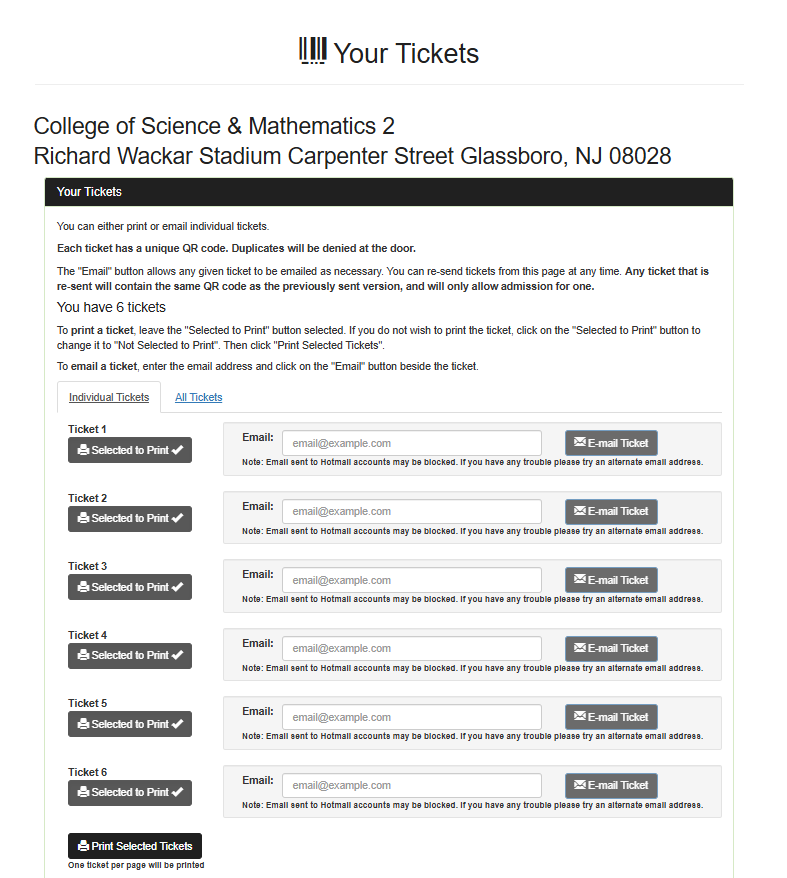 Your Tickets
College of Science & Mathematics 2
Richard Wackar Stadium Carpenter Street Glassboro, NJ 08028
Your Tickets
You can either print or email individual tickets.
Each ticket has a unique QR code. Duplicates will be denied at the door.
The "Email" button allows any given ticket to be emailed as necessary. You can re-send tickets from this page at any time. Any ticket that is
re-sent will contain the same QR code as the previously sent version, and will only allow admission for one.
You have 6 tickets
To print a ticket, leave the "Selected to Print" button selected. If you do not wish to print the ticket, click on the "Selected to Print" button to
change it to "Not Selected to Print". Then click "Print Selected Tickets".
To email a ticket, enter the email address and click on the "Email" button beside the ticket.
Individual Tickets All Tickets
Ticket 1
Selected to Print
Email: email@example.com E-mail Ticket
Note: Email sent to Hotmail accounts may be blocked. If you have any trouble please try an alternate email address.
Ticket 2
Selected to Print
Email: email@example.com E-mail Ticket
Note: Email sent to Hotmail accounts may be blocked. If you have any trouble please try an alternate email address.
Ticket 3
Selected to Print
Email: email@example.com E-mail Ticket
Note: Email sent to Hotmail accounts may be blocked. If you have any trouble please try an alternate email address.
Ticket 4
Selected to Print
Email: email@example.com E-mail Ticket
Note: Email sent to Hotmail accounts may be blocked. If you have any trouble please try an alternate email address.
Ticket 5
Selected to Print
Email: email@example.com E-mail Ticket
Note: Email sent to Hotmail accounts may be blocked. If you have any trouble please try an alternate email address.
Ticket 6
Selected to Print
Email: email@example.com E-mail Ticket
Note: Email sent to Hotmail accounts may be blocked. If you have any trouble please try an alternate email address.
Print Selected Tickets
One ticket per page will be printed